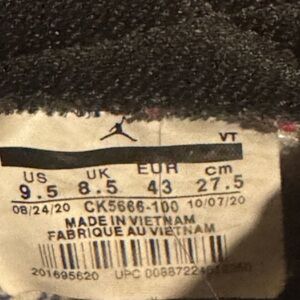 VT
US UK EUR cm
9.5 8.5 43 27.5
08/24/20 CK5666-100 10/07/20
MADE IN VIETNAM
FABRIQUE AU VIETNAM
201695620 UPC